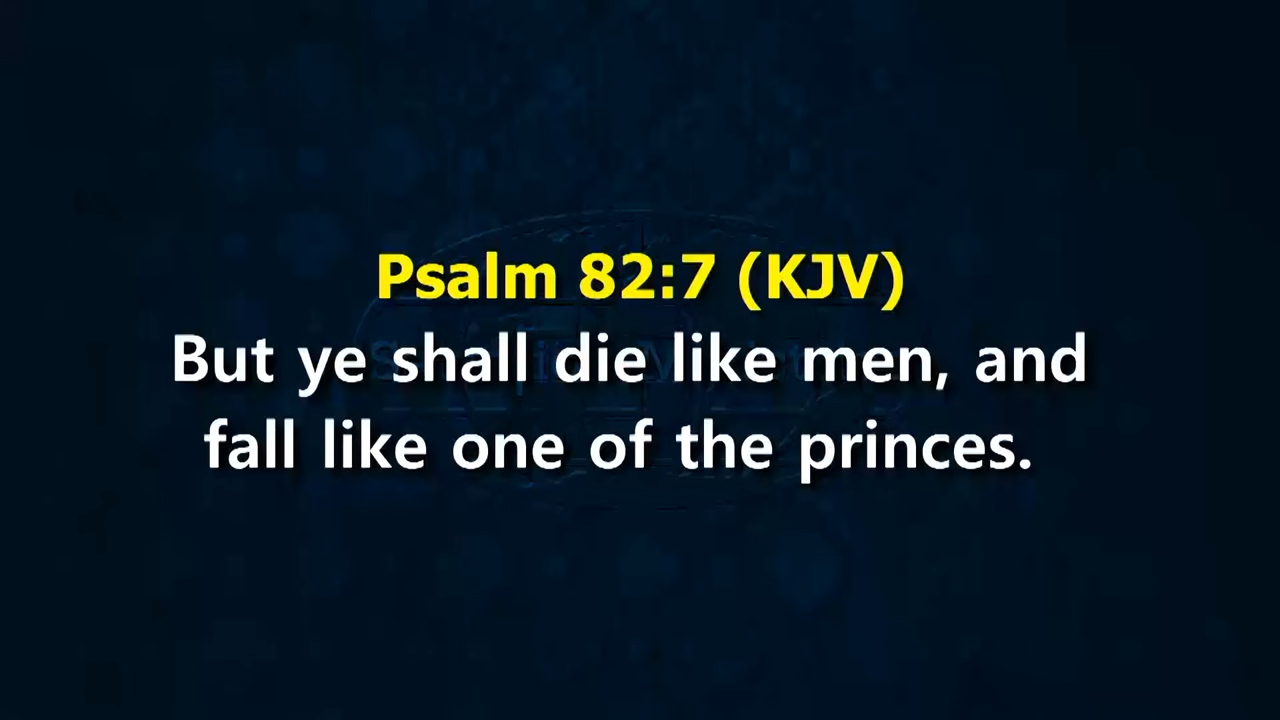 Psalm 82:7 (KJV)
But ye shall die like men, and
fall like one of the princes.